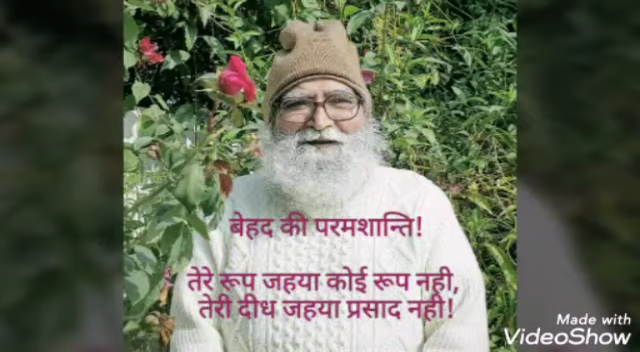 बेहद की परमशान्ति!
तेरे रूप जहया कोई रूप नही,
तेरी दीध जहया प्रसाद नही!
Made with
VideoShow